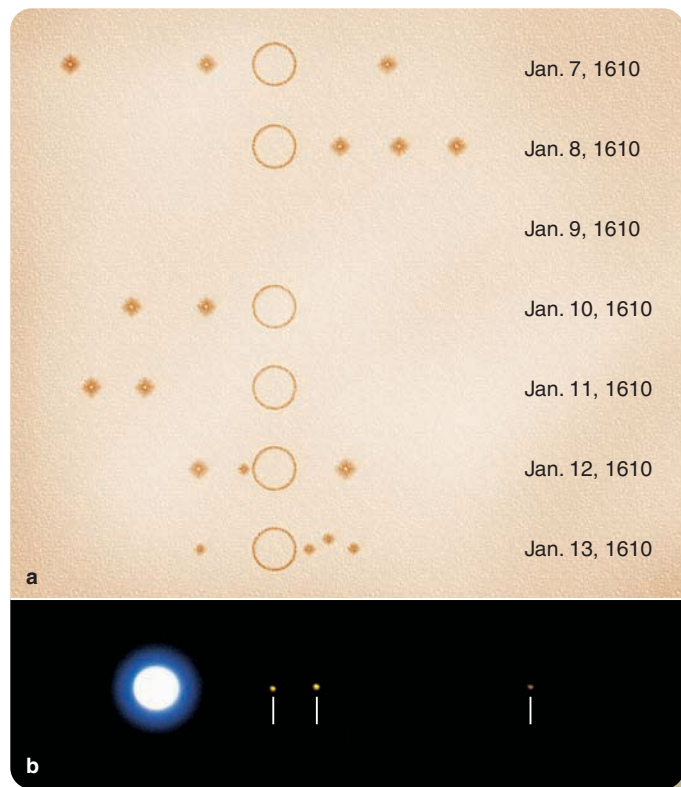 Jan. 7, 1610
Jan. 8, 1610
Jan. 9, 1610
Jan. 10, 1610
Jan. 11, 1610
Jan. 12, 1610
Jan. 13, 1610
a
b